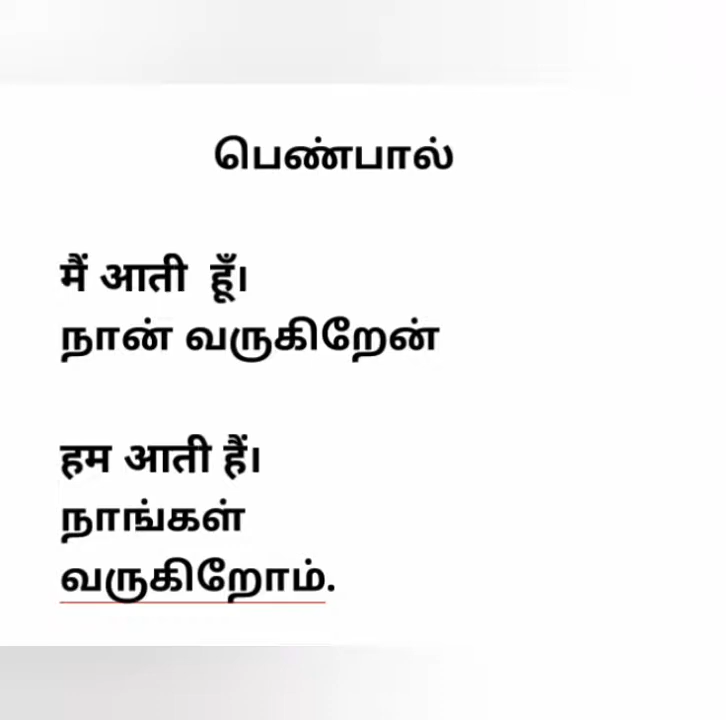 பெண்பால்
मैं आती हूँ।
நான் வருகிறேன்
हम आती हैं।
நாங்கள்
வருகிறோம்.